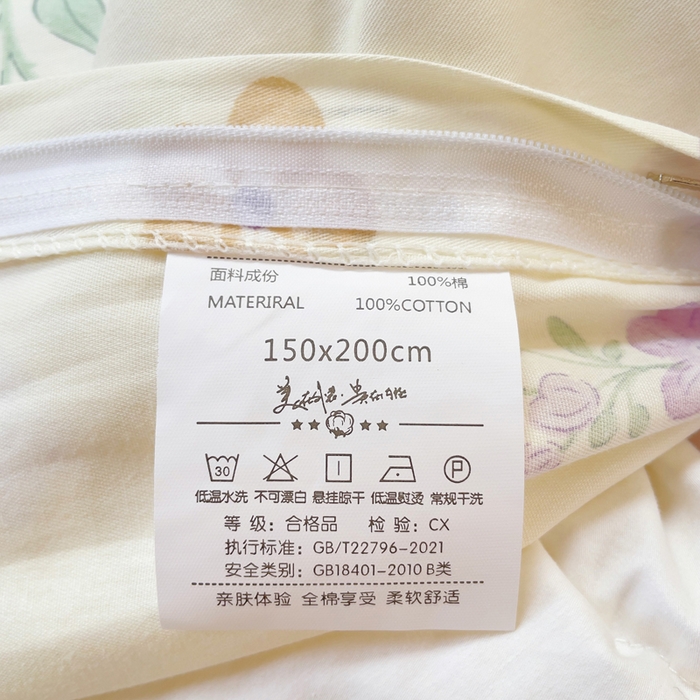 面料成份 100%棉
MATERIRAL 100%COTTON
150x200cm
30 P
低温水洗 不可漂白 悬挂晾干 低温熨烫 常规干洗
等 级：合格品 检 验：CX
执行标准：GB/T22796-2021
安全类别：GB18401-2010 B类
亲肤体验 全棉享受 柔软舒适